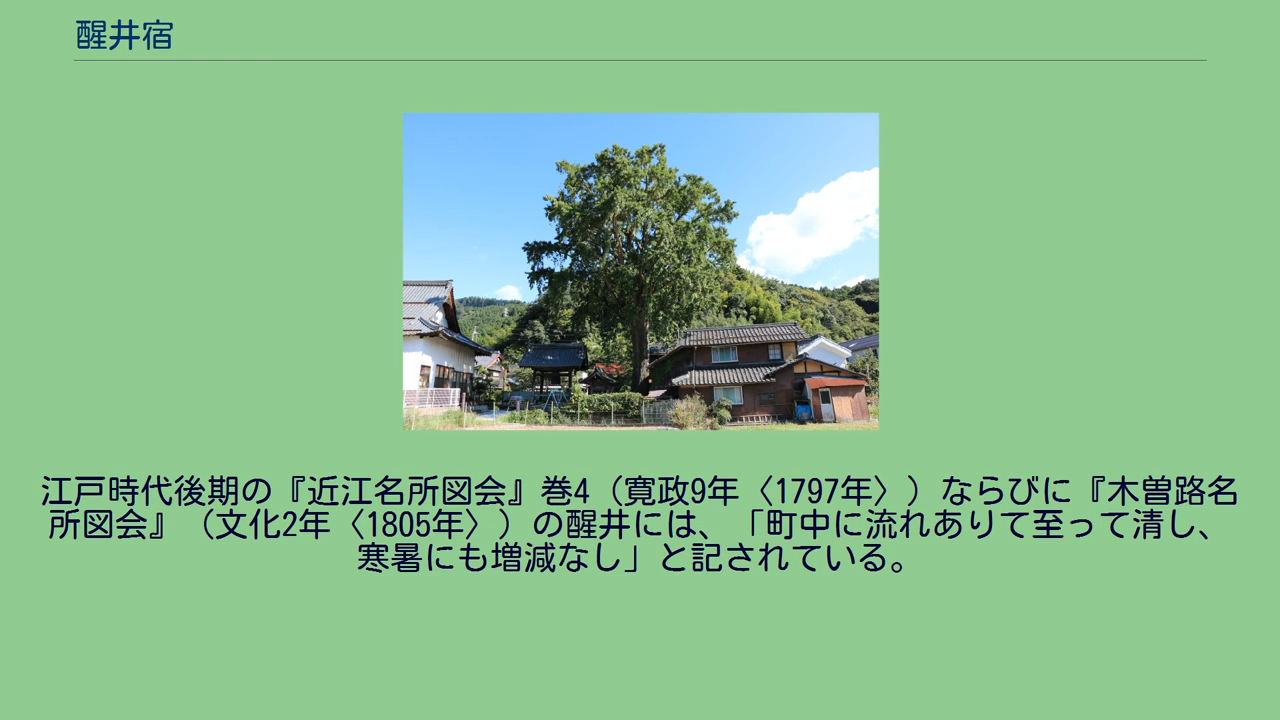 醒井宿
江戸時代後期の『近江名所図会』巻4（寛政9年〈1797年〉）ならびに『木曽路名
所図会』（文化2年〈1805年〉）の醒井には、「町中に流れありて至って清し、
寒暑にも増減なし」と記されている。